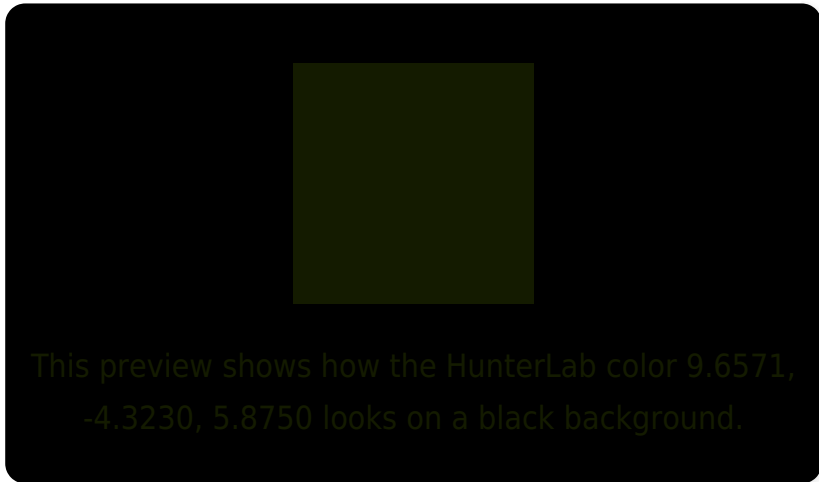 This preview shows how the HunterLab color 9.6571,
-4.3230, 5.8750 looks on a black background.